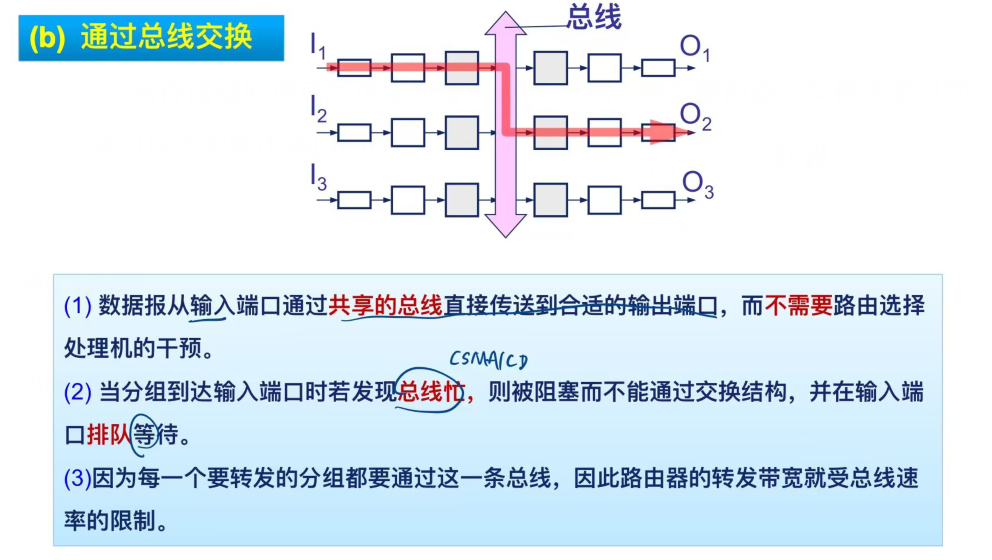 (b) 通过总线交换
总线
I1
O1
I2
O2
I3
O3
(1) 数据报从输入端口通过共享的总线直接传送到合适的输出端口，而不需要路由选择
处理机的干预。
CSMA/CD
(2) 当分组到达输入端口时若发现总线忙，则被阻塞而不能通过交换结构，并在输入端
口排队等待。
(3)因为每一个要转发的分组都要通过这一条总线，因此路由器的转发带宽就受总线速
率的限制。